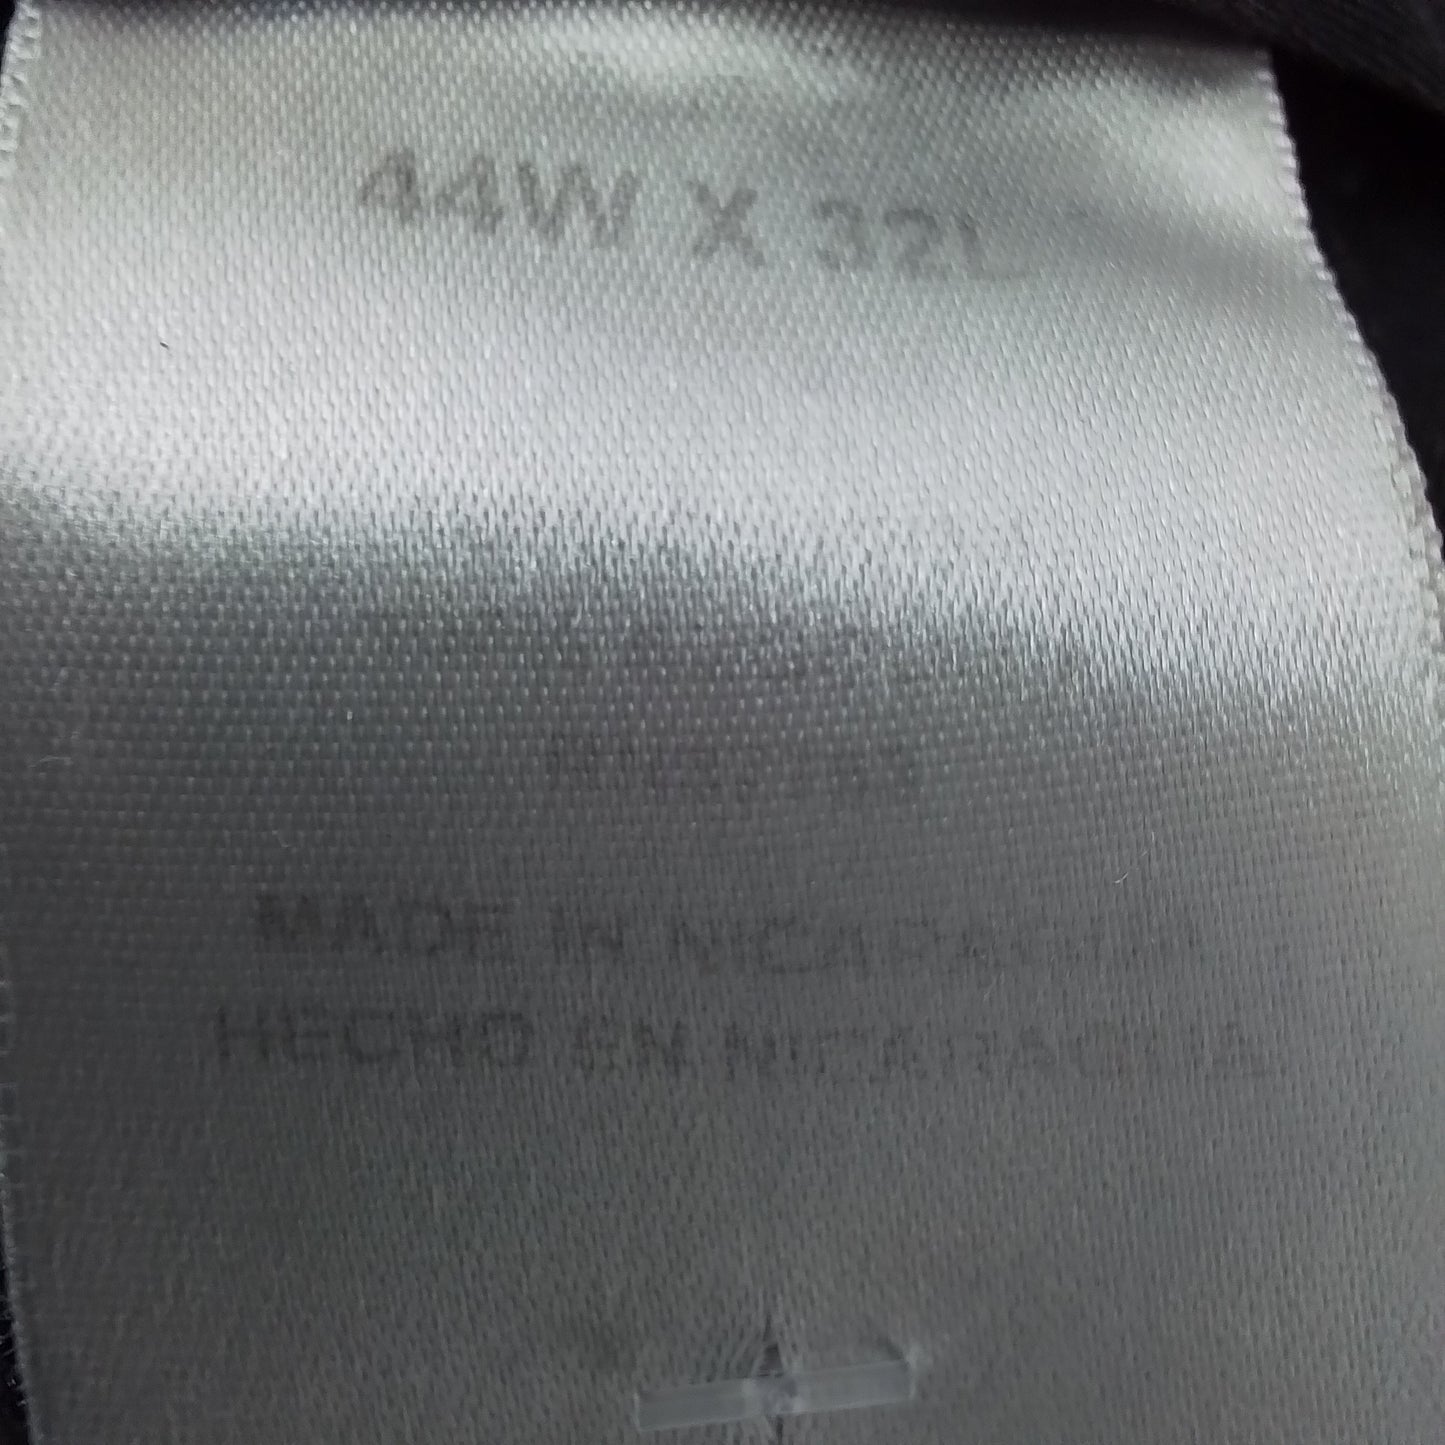 44W X 32L
MADE IN NICARAGUA
HECHO EN NICARAGUA